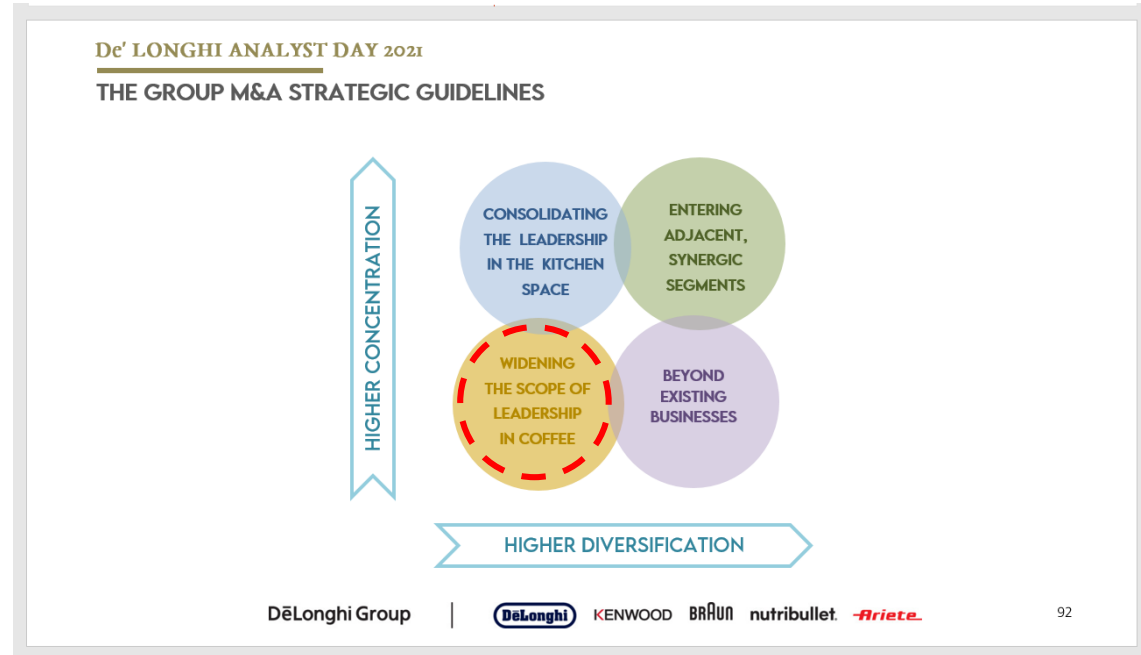 De' LONGHI ANALYST DAY 2021
THE GROUP M&A STRATEGIC GUIDELINES
HIGHER CONCENTRATION
CONSOLIDATING
THE LEADERSHIP
IN THE KITCHEN
SPACE
ENTERING
ADJACENT,
SYNERGIC
SEGMENTS
WIDENING
THE SCOPE OF
LEADERSHIP
IN COFFEE
BEYOND
EXISTING
BUSINESSES
HIGHER DIVERSIFICATION
DēLonghi Group | DēLonghi KENWOOD BRAUN nutribullet. Ariete 92